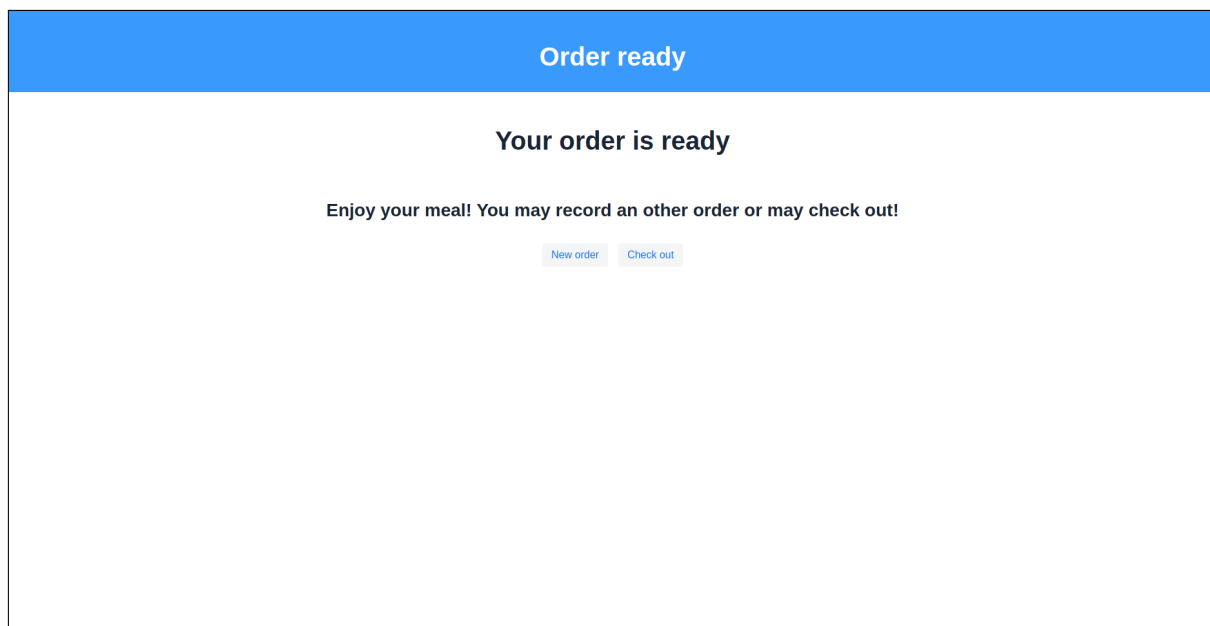 Order ready
Your order is ready
Enjoy your meal! You may record an other order or may check out!
New order Check out